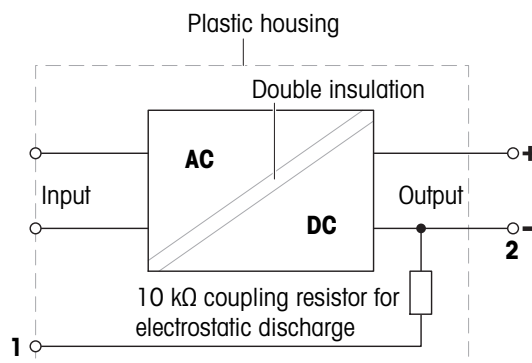 Plastic housing
Double insulation
AC
+
Input
Output
DC
-
2
10 kΩ coupling resistor for
electrostatic discharge
1